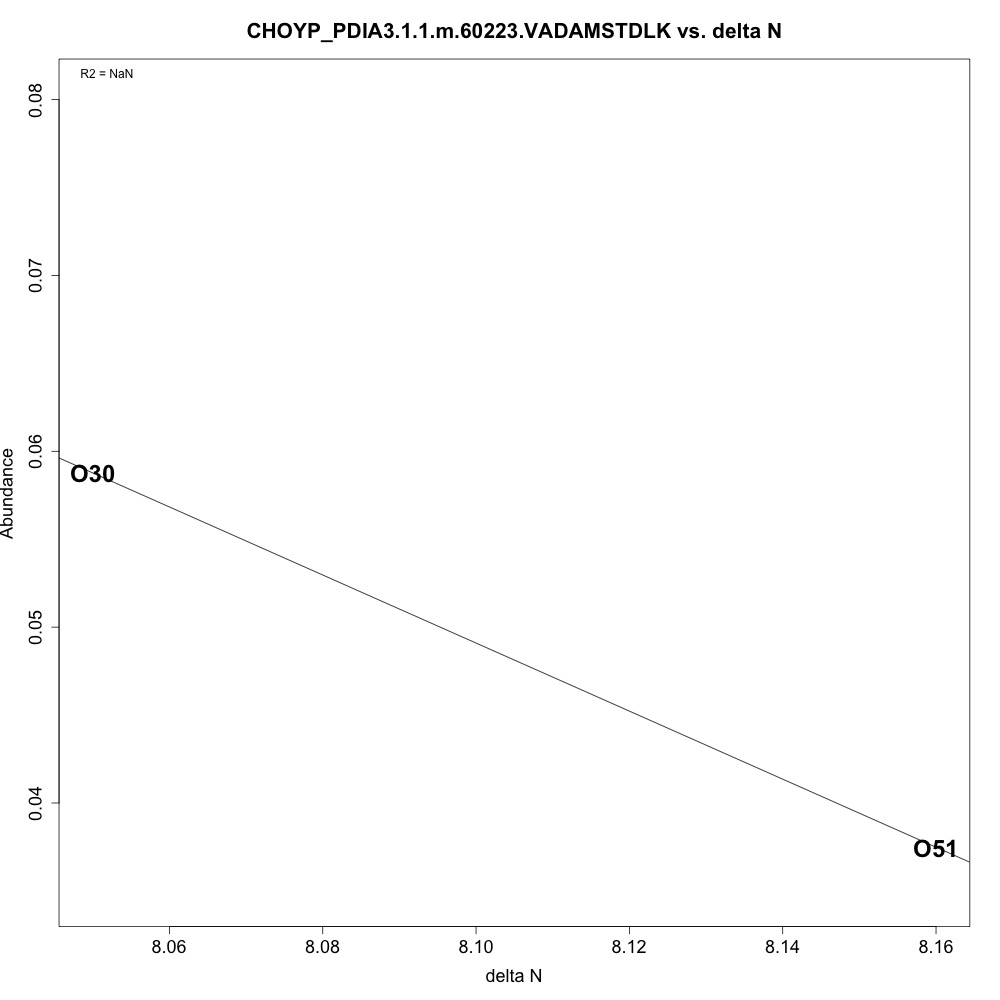 CHOYP_PDIA3.1.1.m.60223.VADAMSTDLK vs. delta N
R2 = NaN
0.08
0.07
0.06
0.05
0.04
Abundance
O30
O51
8.06 8.08 8.10 8.12 8.14 8.16
delta N